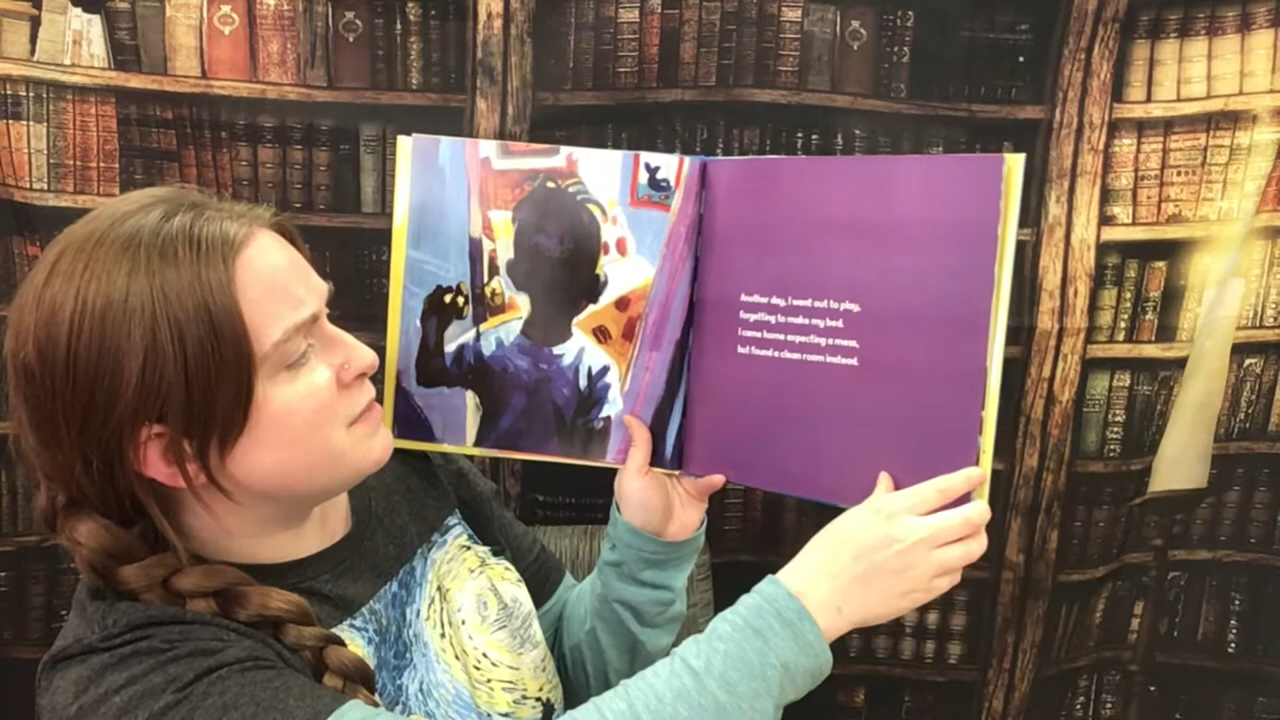 Another day, I went out to play,
forgetting to make my bed.
I came home expecting a mess,
but found a clean room instead.